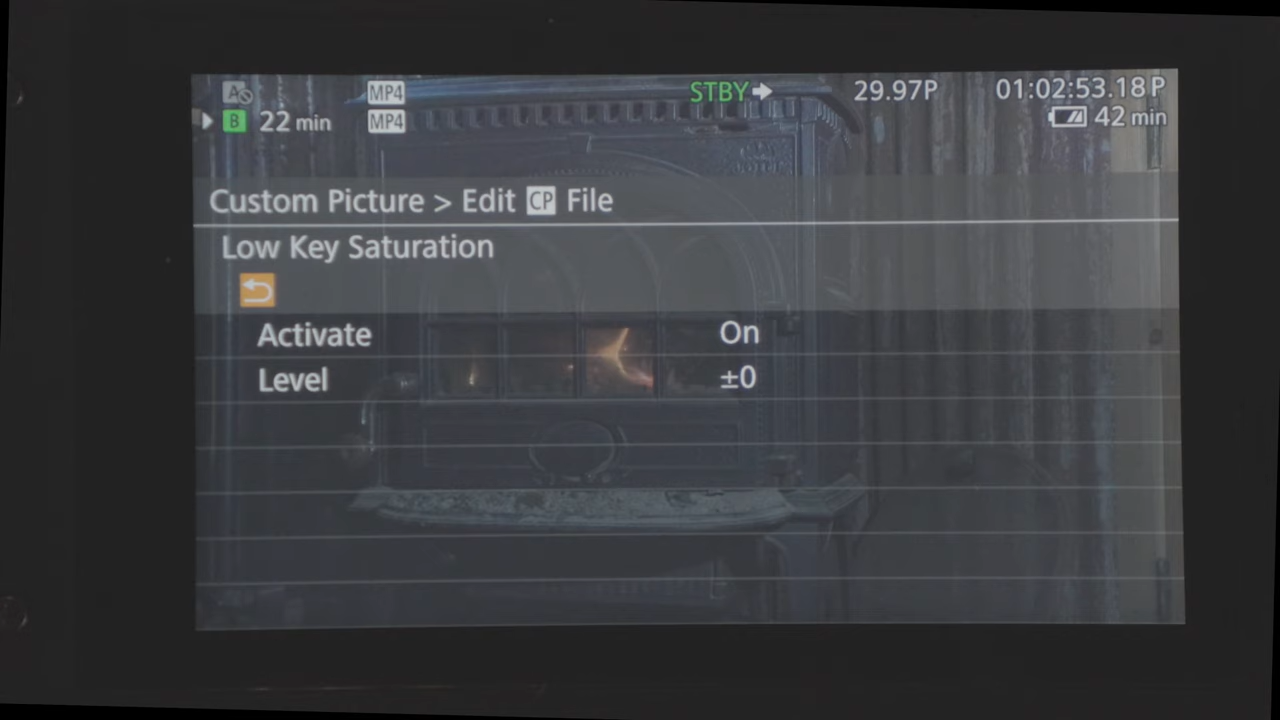 A MP4 STBY 29.97P 01:02:53.18P
B 22 min MP4 42 min
Custom Picture > Edit CP File
Low Key Saturation
Activate On
Level ±0